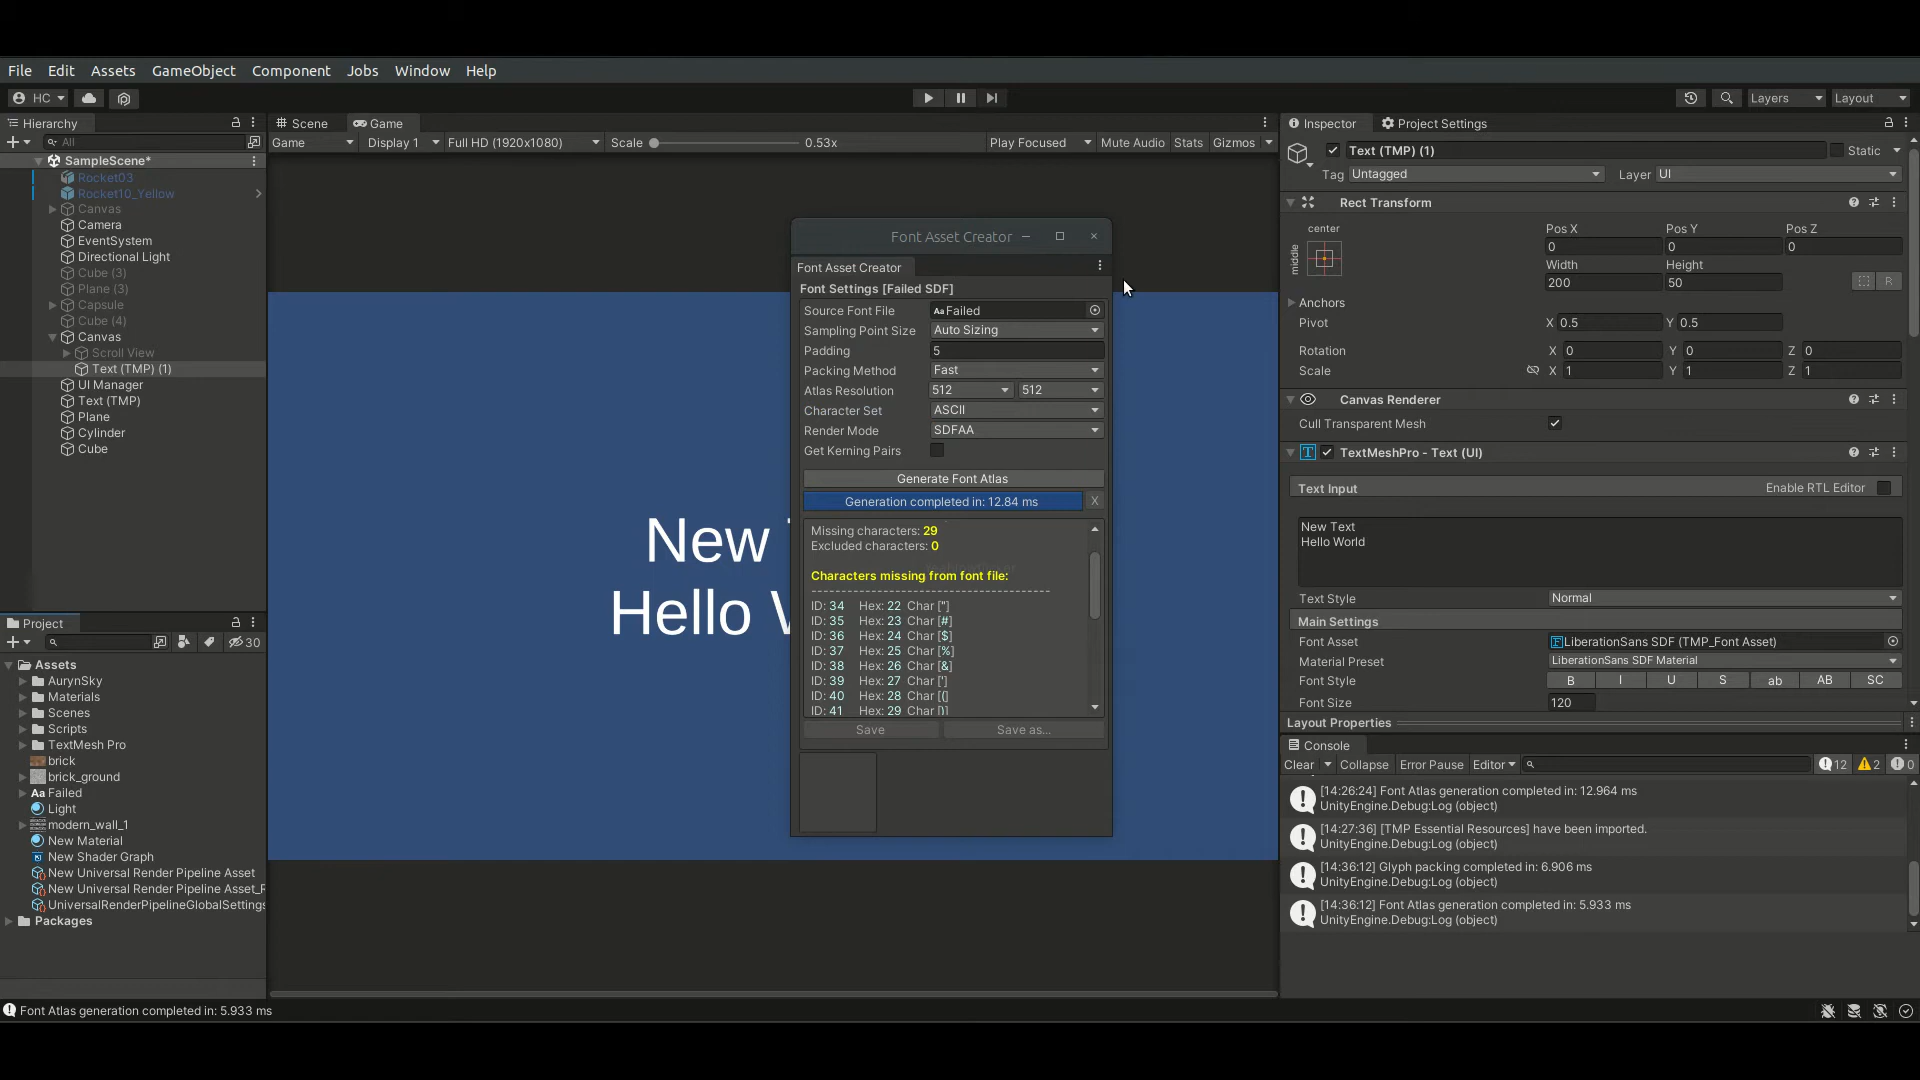 File Edit Assets GameObject Component Jobs Window Help
HC Layers Layout
Hierarchy
All
SampleScene*
Rocket03
Rocket10_Yellow
Canvas
Camera
EventSystem
Directional Light
Cube (3)
Plane (3)
Capsule
Cube (4)
Canvas
Scroll View
Text (TMP) (1)
UI Manager
Text (TMP)
Plane
Cylinder
Cube
Project
30
Assets
AurynSky
Materials
Scenes
Scripts
TextMesh Pro
brick
brick_ground
Aa Failed
Light
modern_wall_1
New Material
New Shader Graph
New Universal Render Pipeline Asset
New Universal Render Pipeline Asset_F
UniversalRenderPipelineGlobalSettings
Packages
Scene Game
Game Display 1 Full HD (1920x1080) Scale 0.53x Play Focused Mute Audio Stats Gizmos
New
Hello W
Font Asset Creator
Font Asset Creator
Font Settings [Failed SDF]
Source Font File Aa Failed
Sampling Point Size Auto Sizing
Padding 5
Packing Method Fast
Atlas Resolution 512 512
Character Set ASCII
Render Mode SDFAA
Get Kerning Pairs
Generate Font Atlas
Generation completed in: 12.84 ms X
Missing characters: 29
Excluded characters: 0
Characters missing from font file:
----------------------------------------
ID: 34 Hex: 22 Char ["]
ID: 35 Hex: 23 Char [#]
ID: 36 Hex: 24 Char [$]
ID: 37 Hex: 25 Char [%]
ID: 38 Hex: 26 Char [&]
ID: 39 Hex: 27 Char [']
ID: 40 Hex: 28 Char [(]
ID: 41 Hex: 29 Char [)]
Save Save as...
Inspector Project Settings
Text (TMP) (1) Static
Tag Untagged Layer UI
Rect Transform
center Pos X Pos Y Pos Z
middle 0 0 0
Width Height
200 50 R
Anchors
Pivot X 0.5 Y 0.5
Rotation X 0 Y 0 Z 0
Scale X 1 Y 1 Z 1
Canvas Renderer
Cull Transparent Mesh
TextMeshPro - Text (UI)
Text Input Enable RTL Editor
New Text
Hello World
Text Style Normal
Main Settings
Font Asset LiberationSans SDF (TMP_Font Asset)
Material Preset LiberationSans SDF Material
Font Style B I U S ab AB SC
Font Size 120
Layout Properties
Console
Clear Collapse Error Pause Editor 12 2 0
[14:26:24] Font Atlas generation completed in: 12.964 ms
UnityEngine.Debug:Log (object)
[14:27:36] [TMP Essential Resources] have been imported.
UnityEngine.Debug:Log (object)
[14:36:12] Glyph packing completed in: 6.906 ms
UnityEngine.Debug:Log (object)
[14:36:12] Font Atlas generation completed in: 5.933 ms
UnityEngine.Debug:Log (object)
Font Atlas generation completed in: 5.933 ms